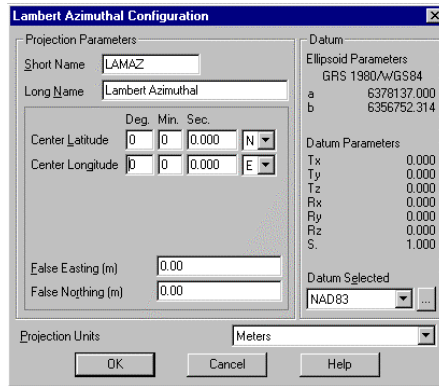 Lambert Azimuthal Configuration
Projection Parameters
Short Name LAMAZ
Long Name Lambert Azimuthal
Deg. Min. Sec.
Center Latitude 0 0 0.000 N
Center Longitude 0 0 0.000 E
False Easting (m) 0.00
False Northing (m) 0.00
Datum
Ellipsoid Parameters
GRS 1980/WGS84
a 6378137.000
b 6356752.314
Datum Parameters
Tx 0.000
Ty 0.000
Tz 0.000
Rx 0.000
Ry 0.000
Rz 0.000
S. 1.000
Datum Selected
NAD83 ...
Projection Units Meters
OK Cancel Help